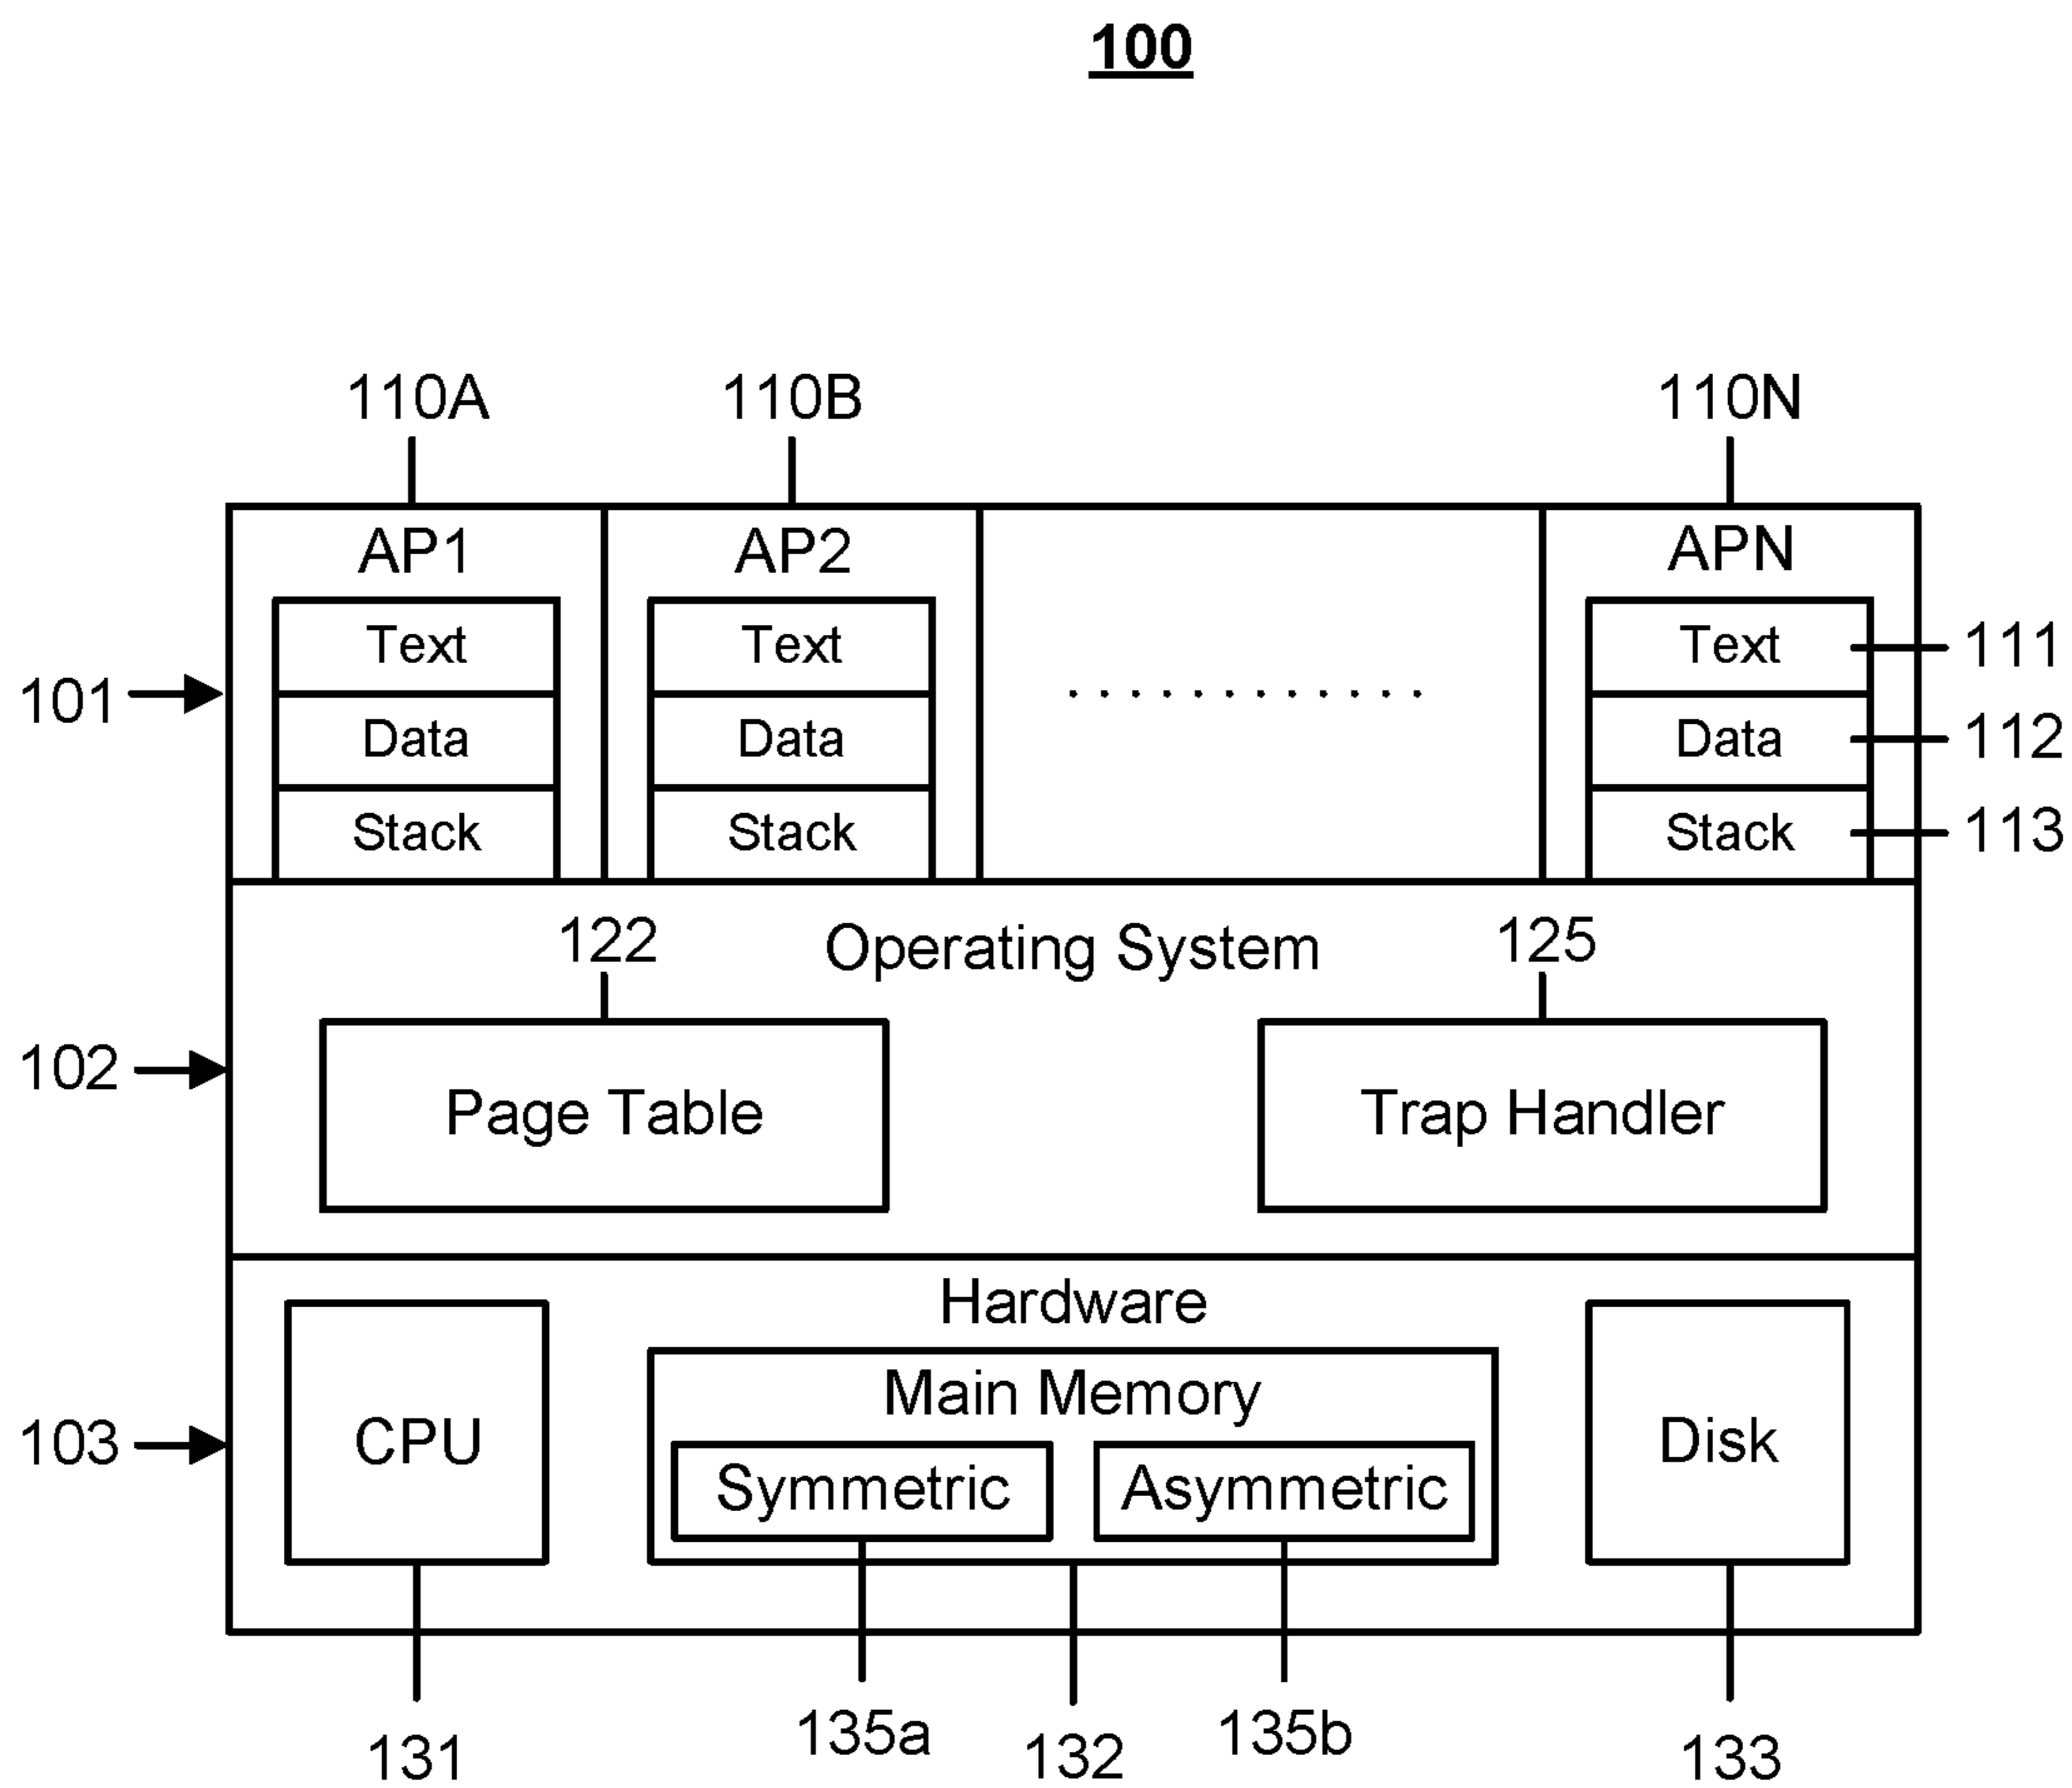 100
110A 110B 110N
AP1 AP2 APN
Text Text Text 111
101
Data Data ............ Data 112
Stack Stack Stack 113
122 Operating System 125
102
Page Table Trap Handler
Hardware
Main Memory
103 CPU Disk
Symmetric Asymmetric
135a 135b
131 132 133